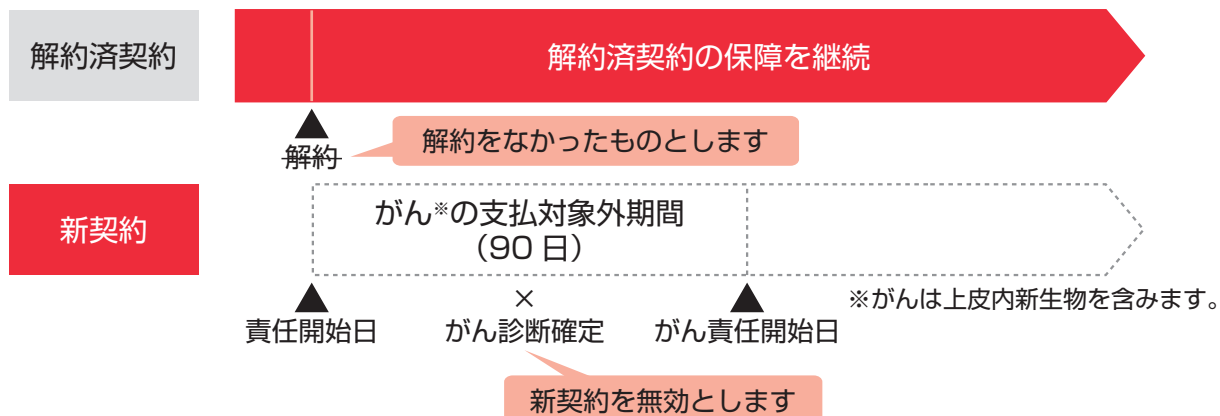 解約済契約
解約済契約の保障を継続
解約
解約をなかったものとします
新契約
がん※の支払対象外期間
（90日）
責任開始日
×
がん診断確定
がん責任開始日
※がんは上皮内新生物を含みます。
新契約を無効とします